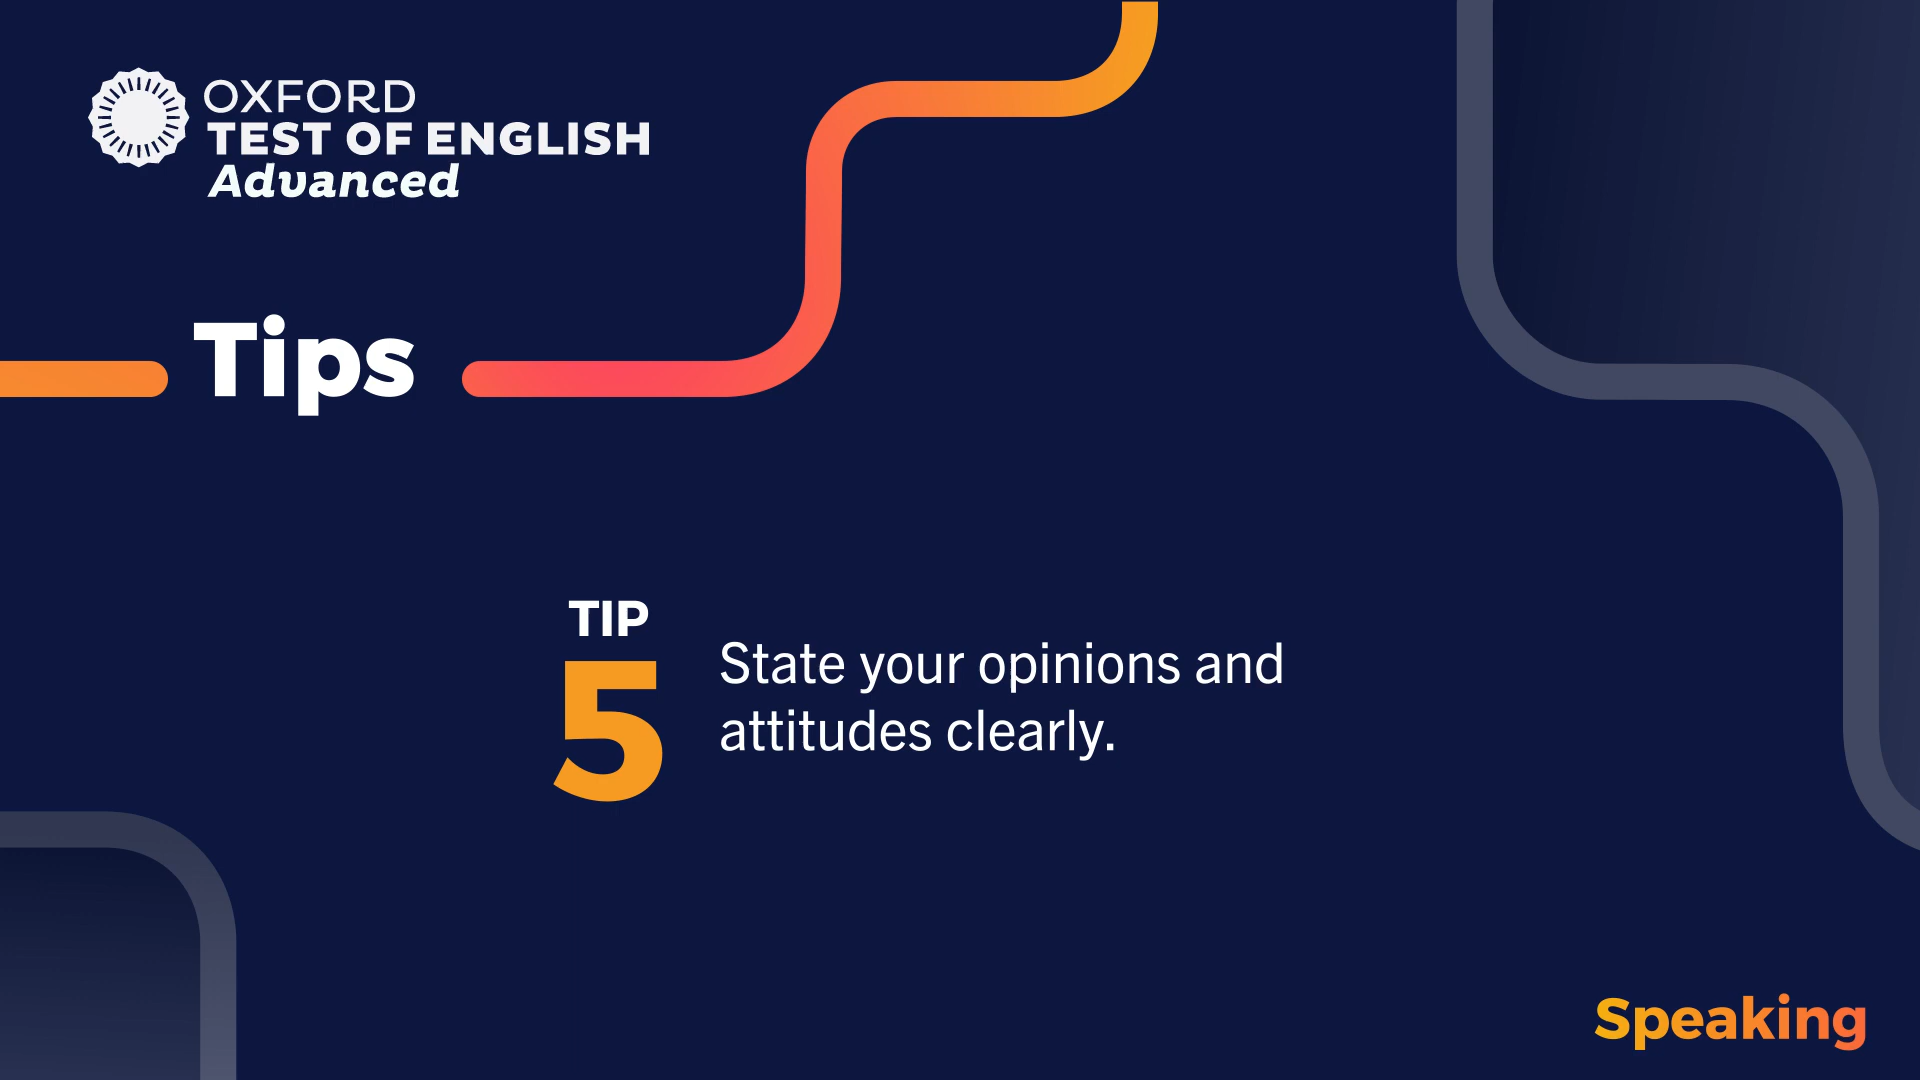 OXFORD
TEST OF ENGLISH
Advanced
Tips
TIP
5
State your opinions and
attitudes clearly.
Speaking